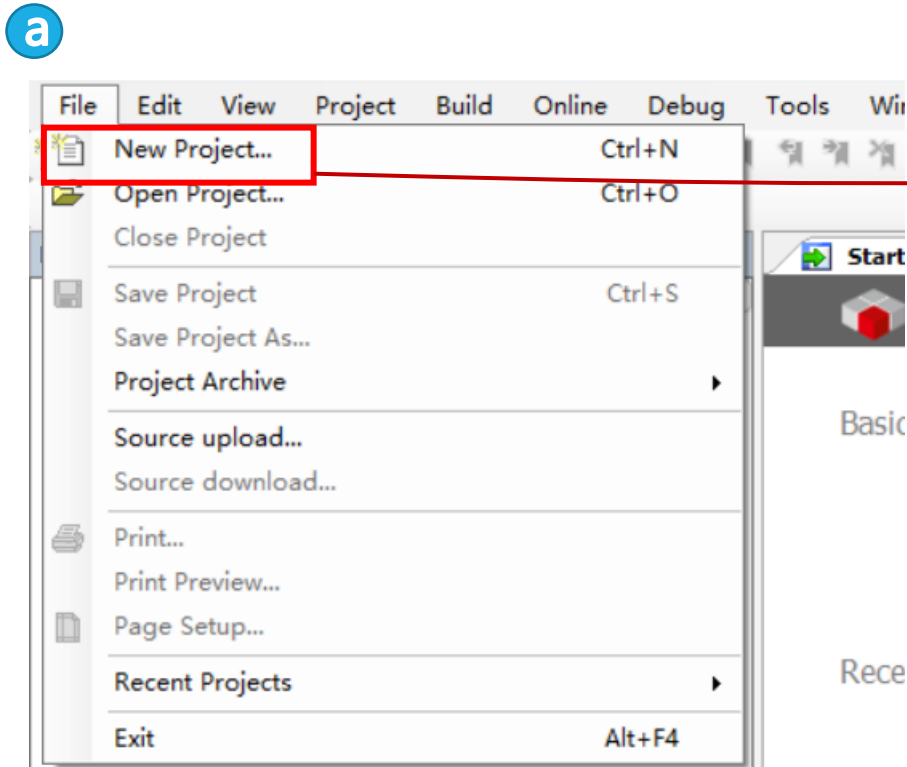 a
File Edit View Project Build Online Debug Tools
New Project... Ctrl+N
Open Project... Ctrl+O
Close Project
Start
Save Project Ctrl+S
Save Project As...
Project Archive
Basic
Source upload...
Source download...
Print...
Print Preview...
Page Setup...
Recent Projects
Exit Alt+F4